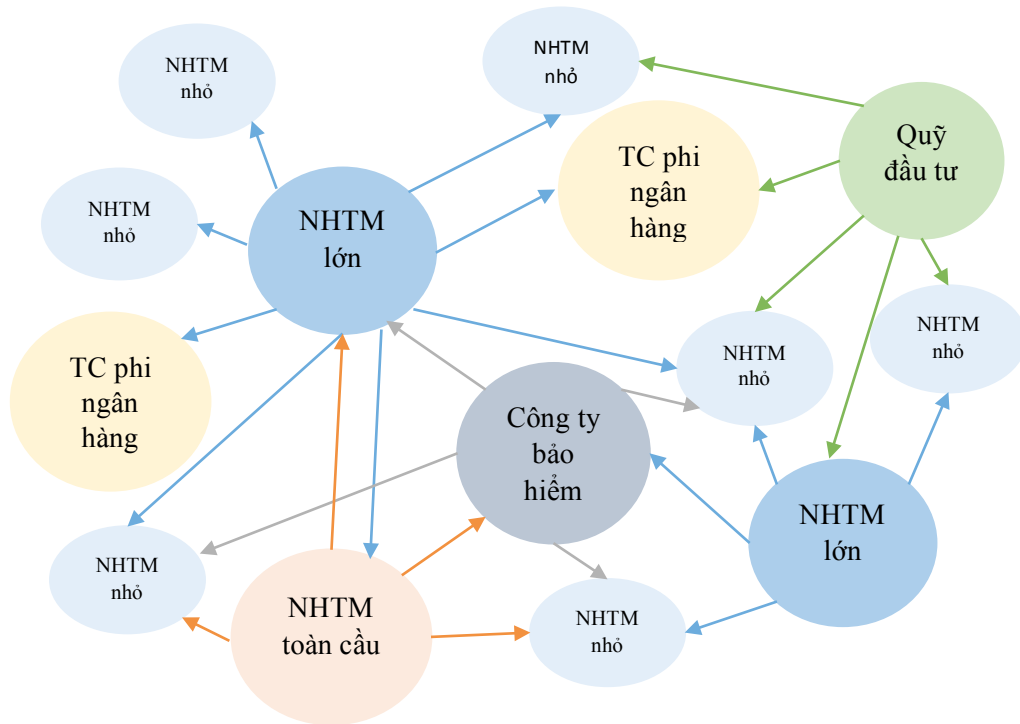 NHTM
nhỏ
NHTM
nhỏ
Quỹ
đầu tư
TC phi
ngân
hàng
NHTM
nhỏ
NHTM
lớn
NHTM
nhỏ
NHTM
nhỏ
TC phi
ngân
hàng
Công ty
bảo
hiểm
NHTM
lớn
NHTM
nhỏ
NHTM
toàn cầu
NHTM
nhỏ